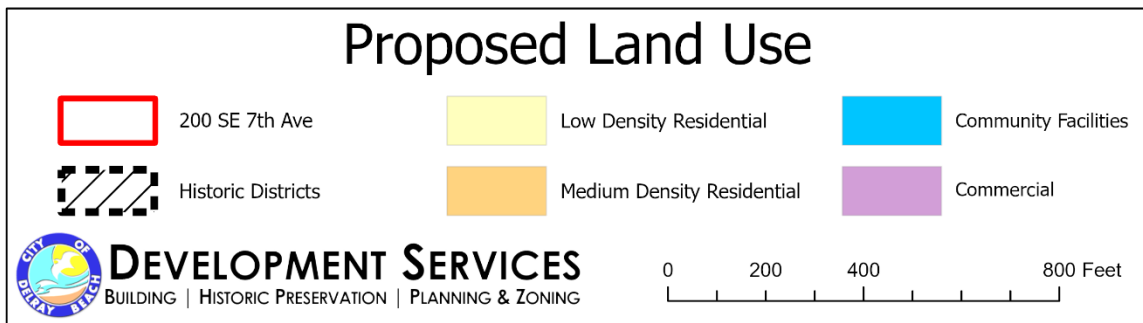 Proposed Land Use
200 SE 7th Ave
Low Density Residential
Community Facilities
Historic Districts
Medium Density Residential
Commercial
CITY OF
DELRAY BEACH
DEVELOPMENT SERVICES
BUILDING | HISTORIC PRESERVATION | PLANNING & ZONING
0 200 400 800 Feet